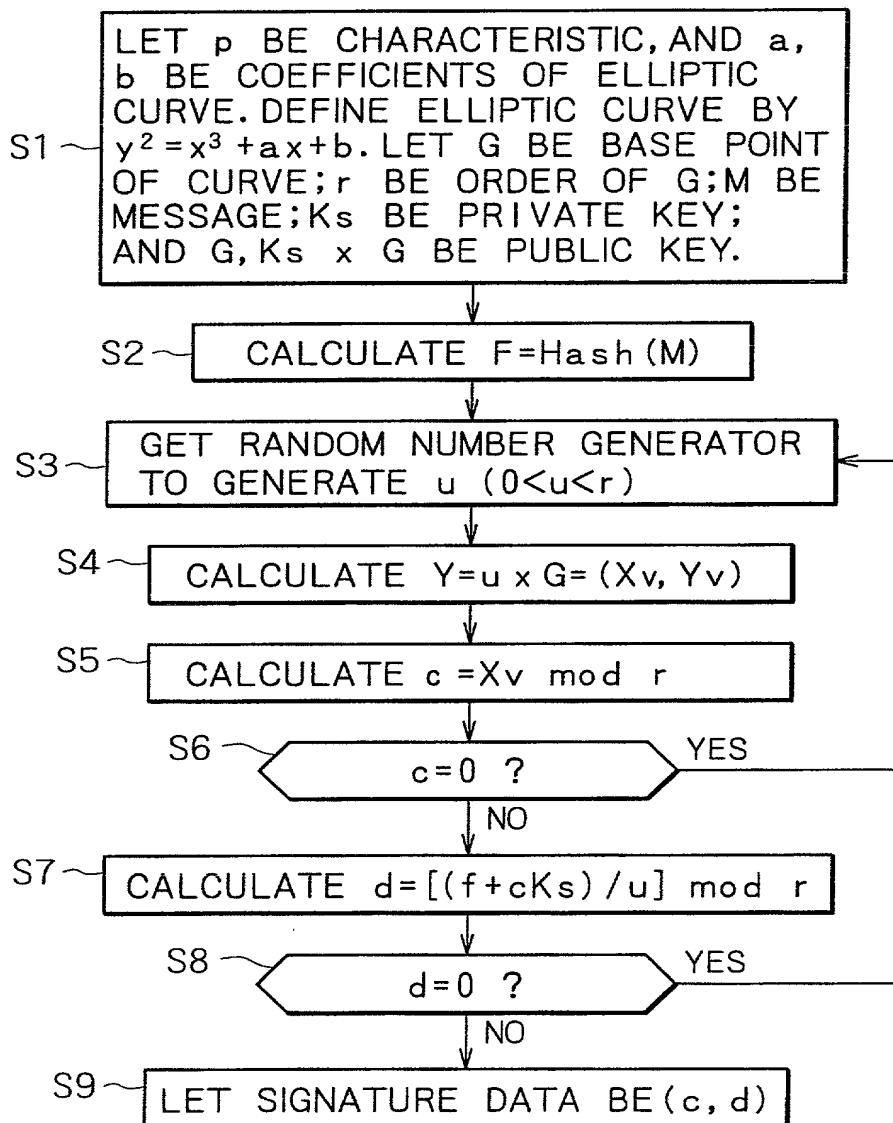 LET p BE CHARACTERISTIC, AND a,
b BE COEFFICIENTS OF ELLIPTIC
CURVE. DEFINE ELLIPTIC CURVE BY
S1 y² = x³ + ax + b. LET G BE BASE POINT
OF CURVE; r BE ORDER OF G; M BE
MESSAGE; Ks BE PRIVATE KEY;
AND G, Ks x G BE PUBLIC KEY.
S2 CALCULATE F=Hash (M)
GET RANDOM NUMBER GENERATOR
S3 TO GENERATE u (0<u<r)
S4 CALCULATE Y=u x G= (Xv, Yv)
S5 CALCULATE c =Xv mod r
S6 c=0 ? YES
NO
S7 CALCULATE d=[(f+cKs)/u] mod r
S8 d=0 ? YES
NO
S9 LET SIGNATURE DATA BE(c, d)